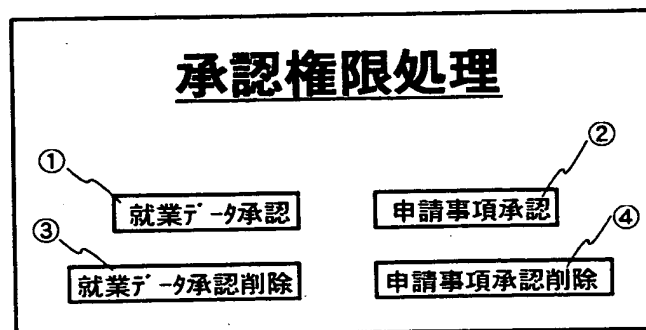 承認権限処理
① ②
就業ﾃﾞｰﾀ承認 申請事項承認
③ ④
就業ﾃﾞｰﾀ承認削除 申請事項承認削除